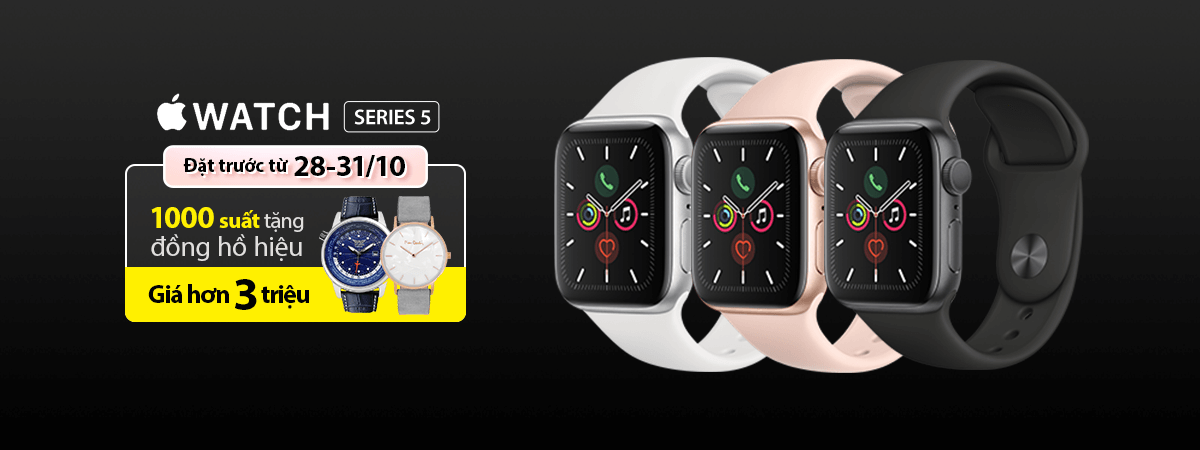 WATCH SERIES 5
Đặt trước từ 28-31/10
1000 suất tặng
đồng hồ hiệu
Giá hơn 3 triệu